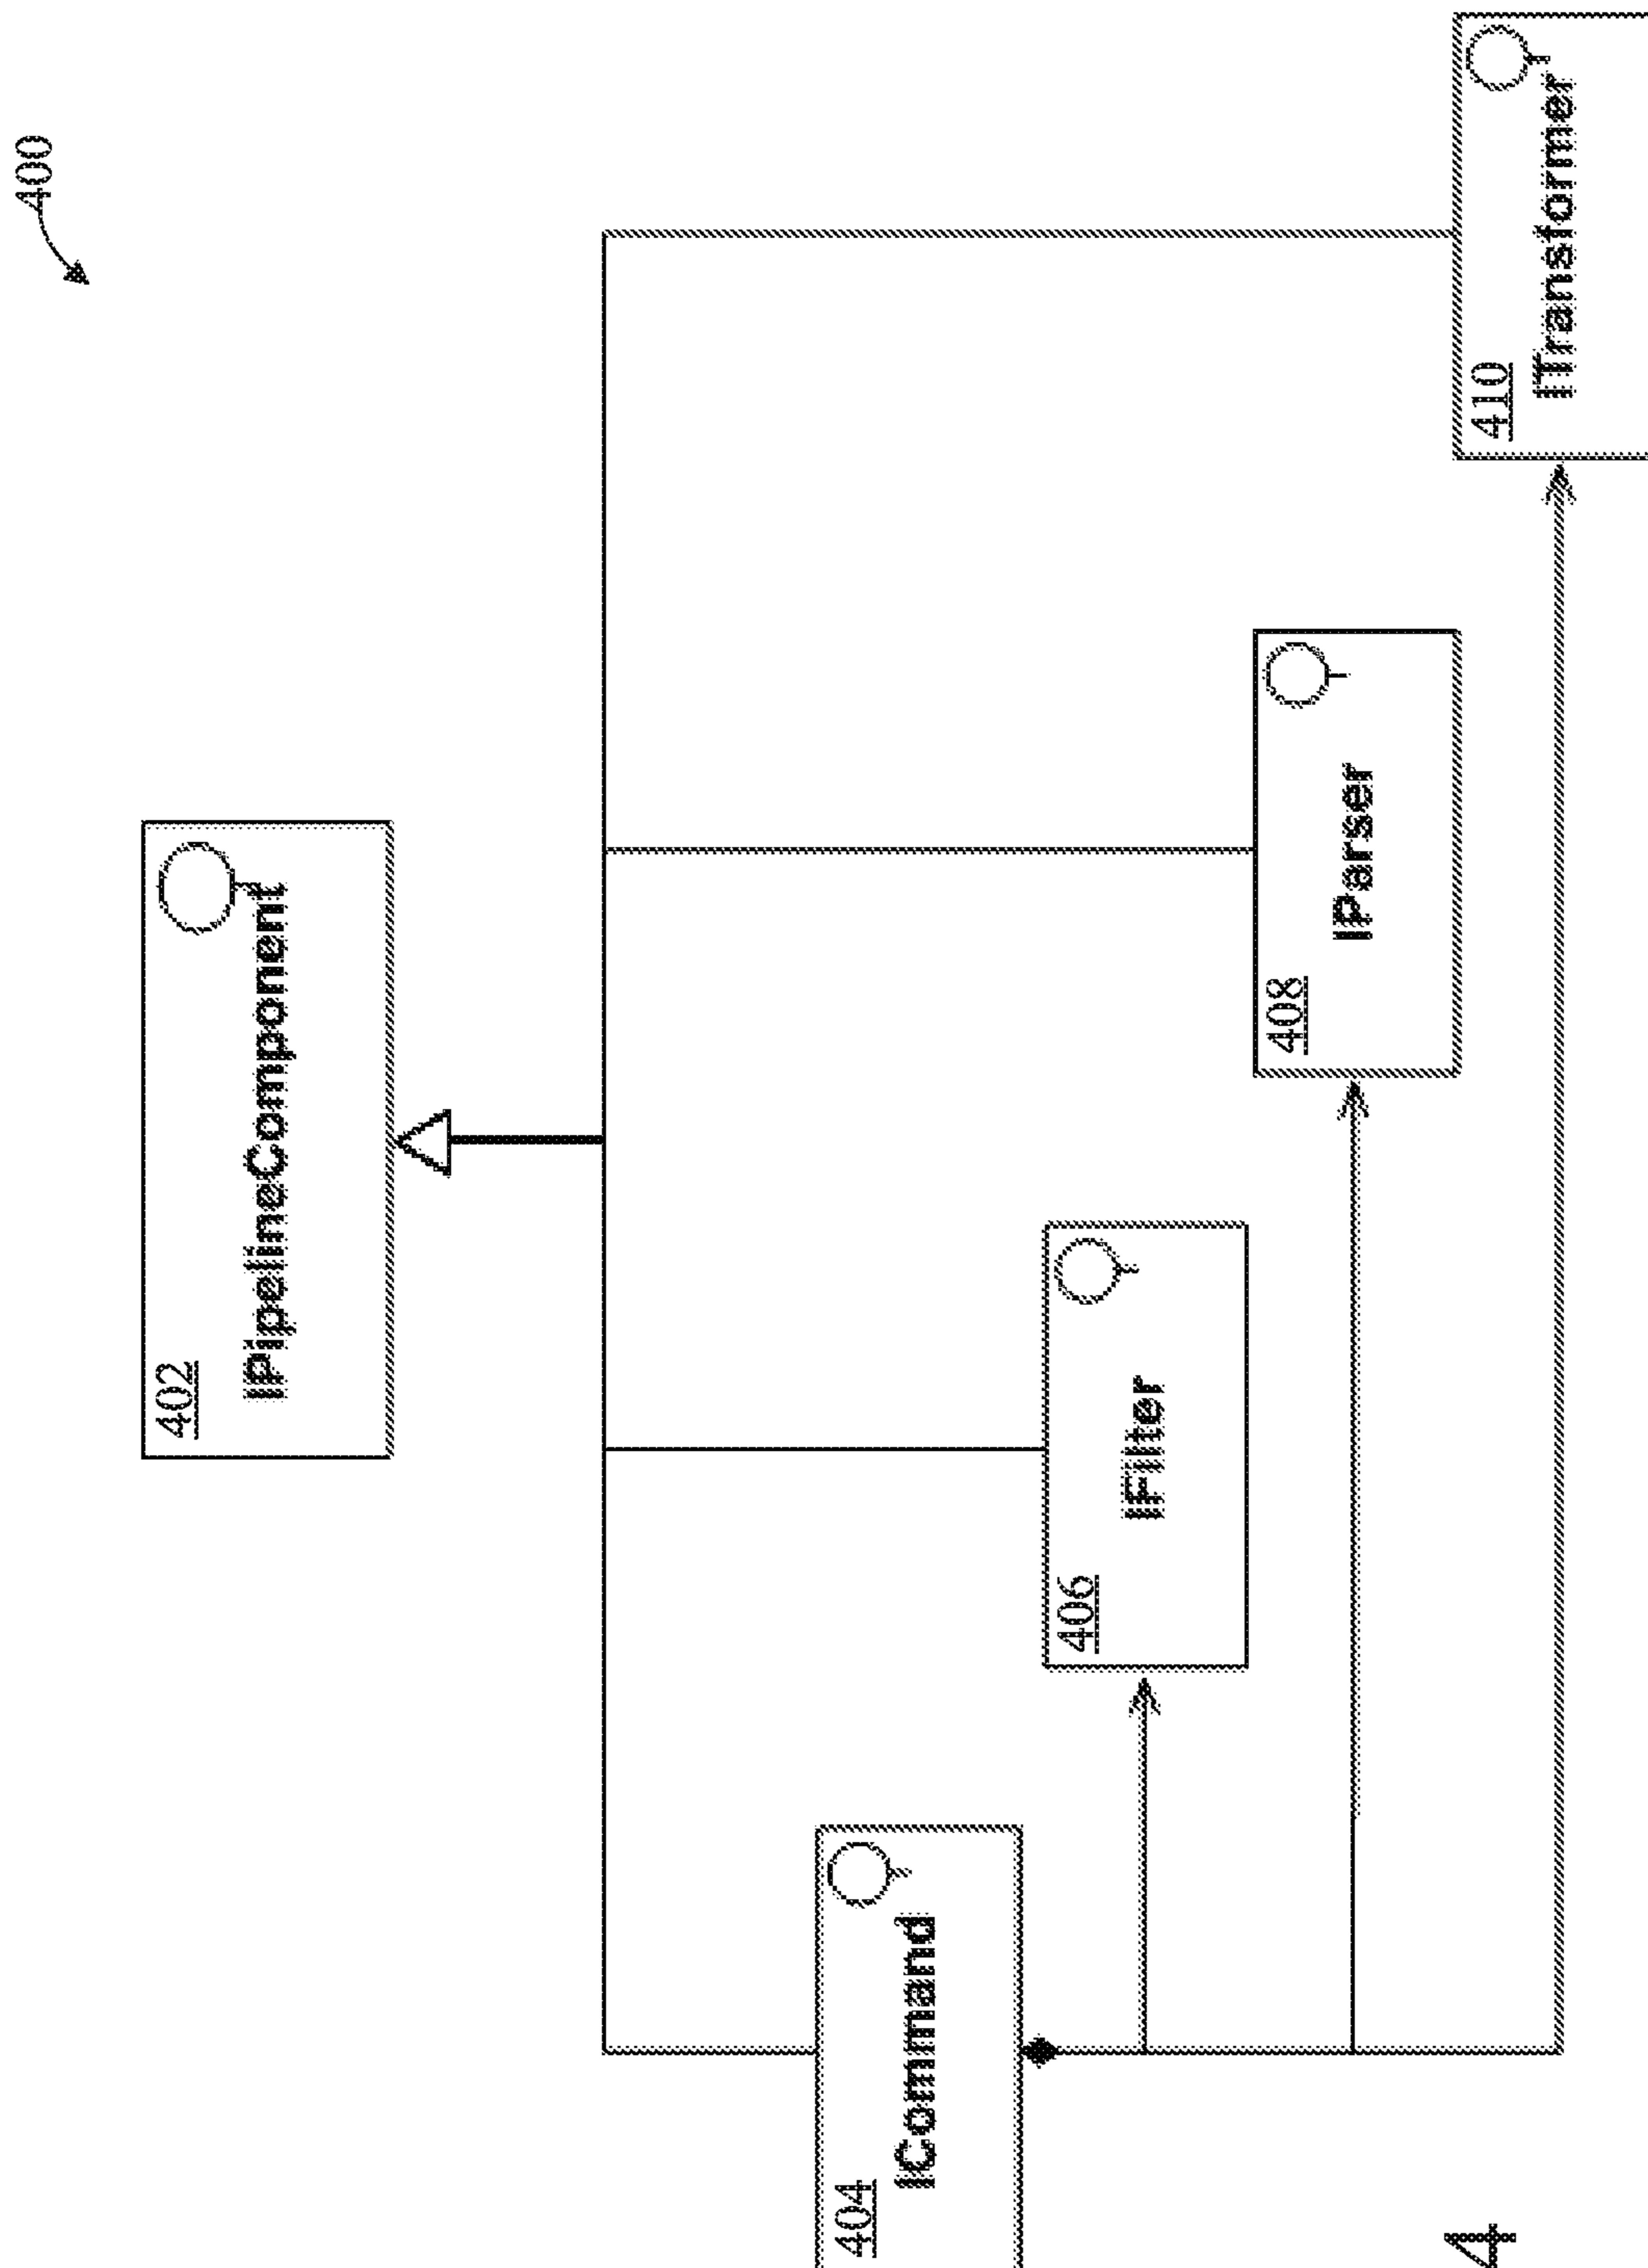 400
402
IPipelineComponent
404
ICommand
406
IFilter
408
IParser
410
ITransformer
4